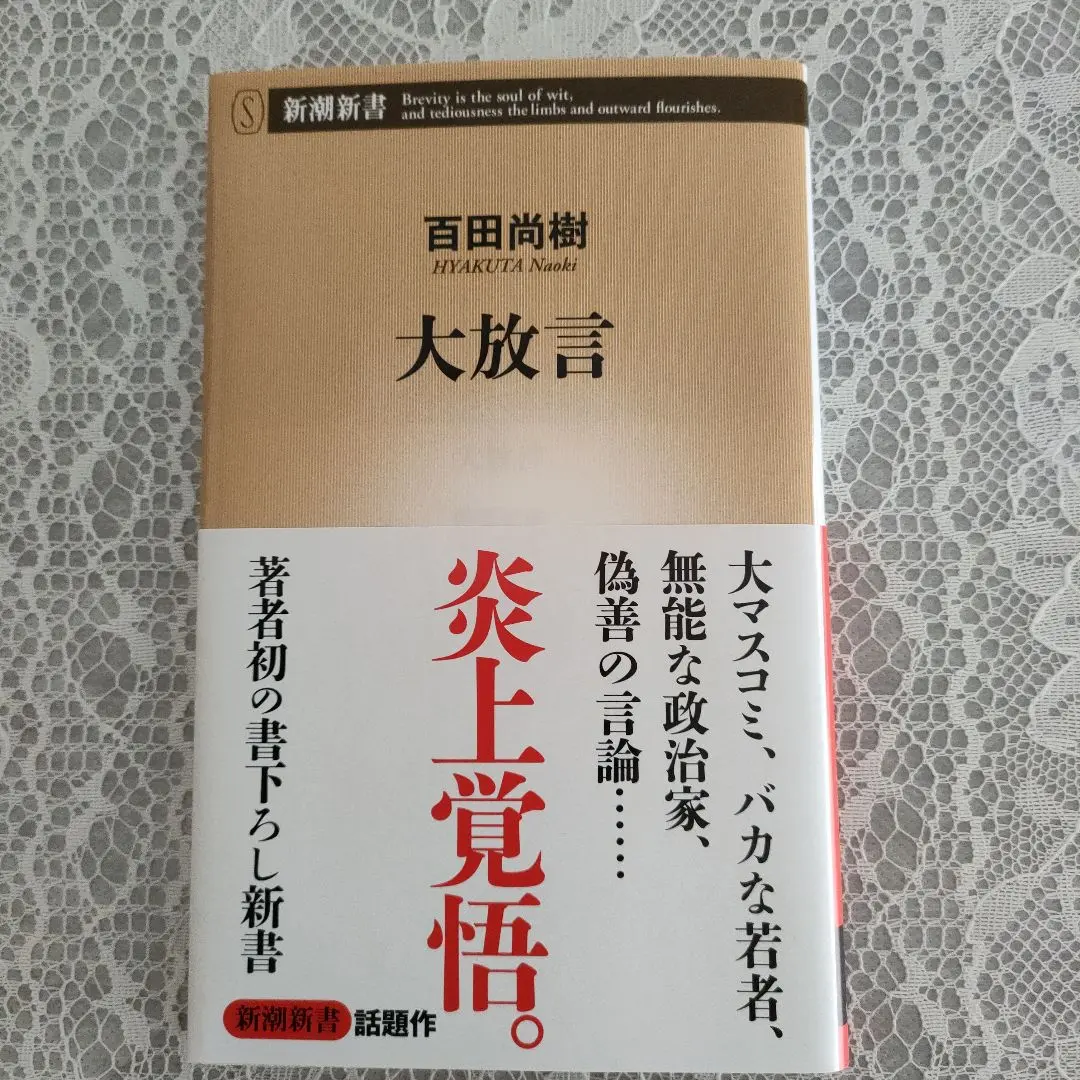 S
新潮新書
Brevity is the soul of wit,
and tediousness the limbs and outward flourishes.
百田尚樹
HYAKUTA Naoki
大放言
大マスコミ、バカな若者、
無能な政治家、
偽善の言論……
炎上覚悟。
著者初の書下ろし新書
新潮新書 話題作